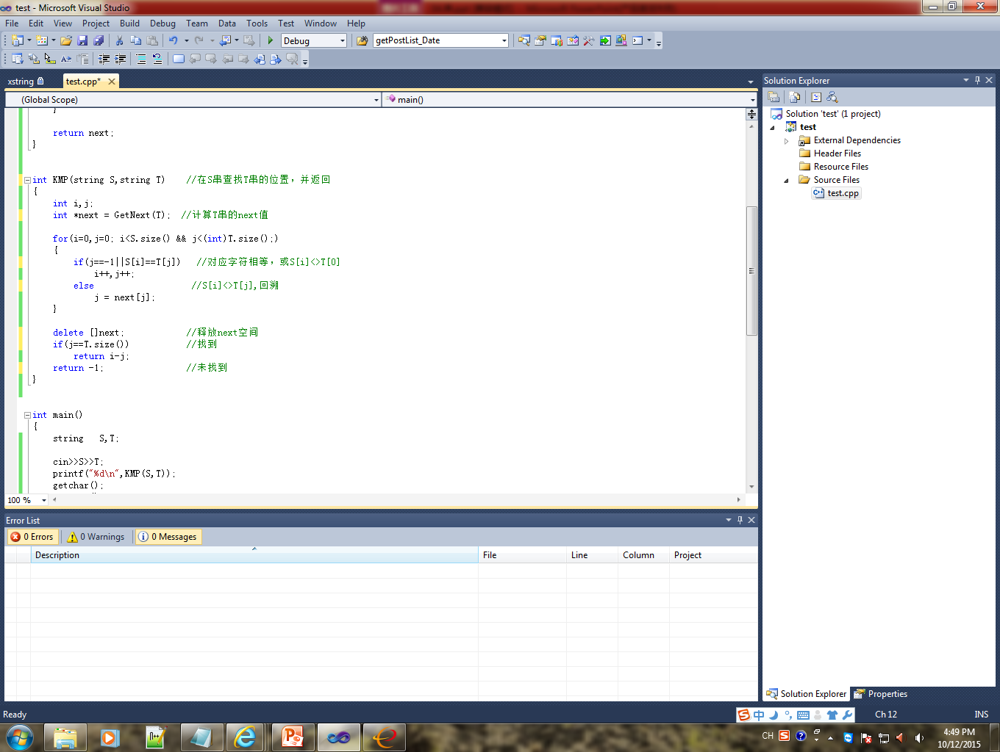 test - Microsoft Visual Studio
File Edit View Project Build Debug Team Data Tools Test Window Help
Debug getPostList_Date
xstring test.cpp*
(Global Scope) main()
}
return next;
}
int KMP(string S,string T) //在S串查找T串的位置，并返回
{
int i,j;
int *next = GetNext(T); //计算T串的next值
for(i=0,j=0; i<S.size() && j<(int)T.size();)
{
if(j==-1||S[i]==T[j]) //对应字符相等，或S[i]<>T[0]
i++,j++;
else //S[i]<>T[j],回溯
j = next[j];
}
delete []next; //释放next空间
if(j==T.size()) //找到
return i-j;
return -1; //未找到
}
int main()
{
string S,T;
cin>>S>>T;
printf("%d\n",KMP(S,T));
getchar();
100 %
Error List
0 Errors 0 Warnings 0 Messages
Description File Line Column Project
Solution Explorer
Solution 'test' (1 project)
test
External Dependencies
Header Files
Resource Files
Source Files
test.cpp
Solution Explorer Properties
Ready 中 Ch 12 INS
CH
4:49 PM
10/12/2015